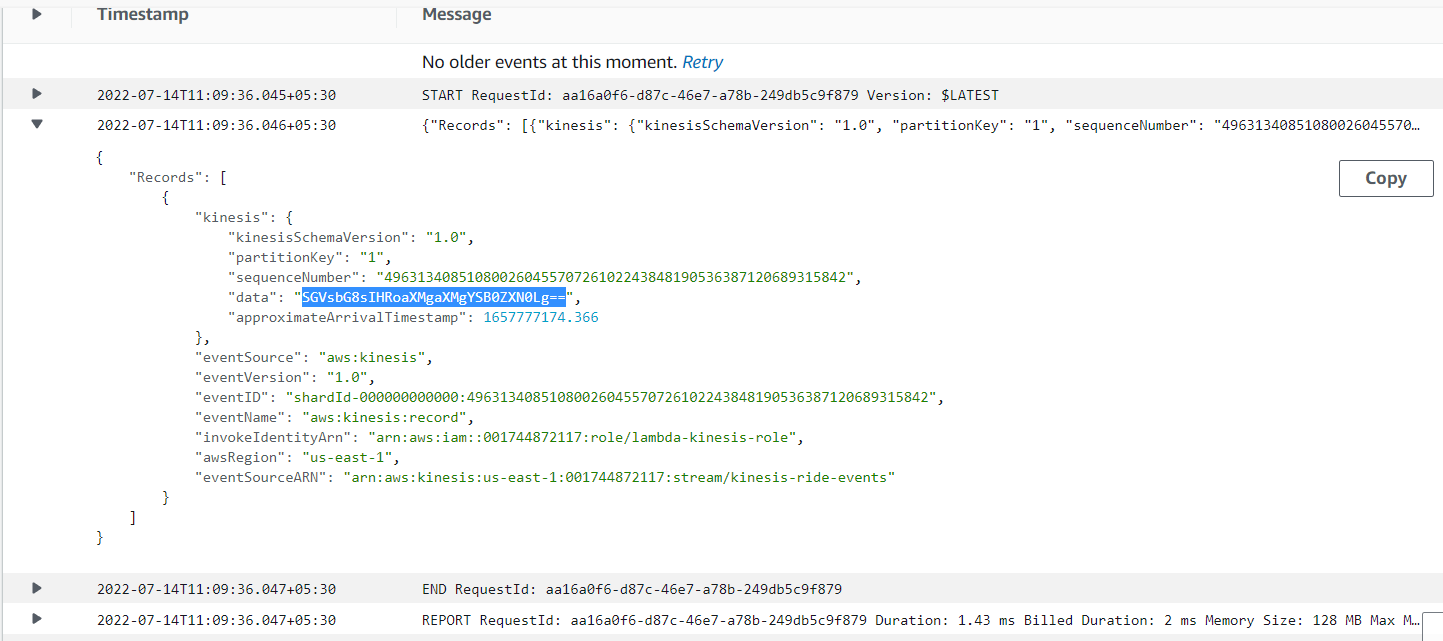 Timestamp Message
No older events at this moment. Retry
2022-07-14T11:09:36.045+05:30 START RequestId: aa16a0f6-d87c-46e7-a78b-249db5c9f879 Version: $LATEST
2022-07-14T11:09:36.046+05:30 {"Records": [{"kinesis": {"kinesisSchemaVersion": "1.0", "partitionKey": "1", "sequenceNumber": "49631340851080026045570…
{
"Records": [
Copy
{
"kinesis": {
"kinesisSchemaVersion": "1.0",
"partitionKey": "1",
"sequenceNumber": "49631340851080026045570726102243848190536387120689315842",
"data": "SGVsbG8sIHRoaXMgaXMgYSB0ZXN0Lg==",
"approximateArrivalTimestamp": 1657777174.366
},
"eventSource": "aws:kinesis",
"eventVersion": "1.0",
"eventID": "shardId-000000000000:49631340851080026045570726102243848190536387120689315842",
"eventName": "aws:kinesis:record",
"invokeIdentityArn": "arn:aws:iam::001744872117:role/lambda-kinesis-role",
"awsRegion": "us-east-1",
"eventSourceARN": "arn:aws:kinesis:us-east-1:001744872117:stream/kinesis-ride-events"
}
]
}
2022-07-14T11:09:36.047+05:30 END RequestId: aa16a0f6-d87c-46e7-a78b-249db5c9f879
2022-07-14T11:09:36.047+05:30 REPORT RequestId: aa16a0f6-d87c-46e7-a78b-249db5c9f879 Duration: 1.43 ms Billed Duration: 2 ms Memory Size: 128 MB Max M…